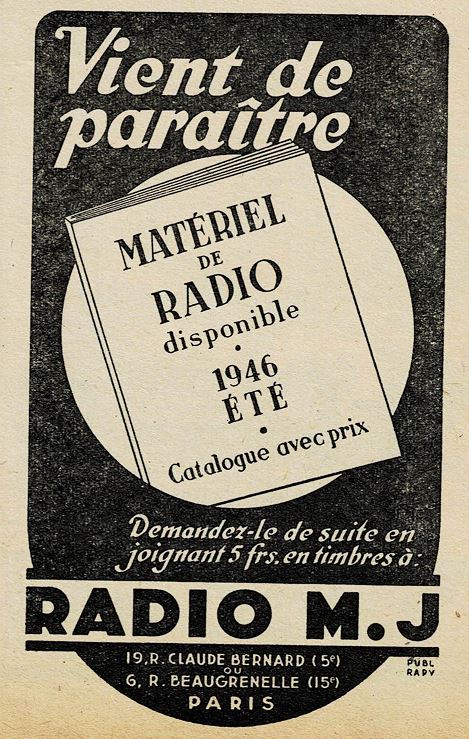 Vient de
paraître
MATÉRIEL
DE
RADIO
disponible
•
1946
ÉTÉ
•
Catalogue avec prix
Demandez-le de suite en
joignant 5 frs. en timbres à :
RADIO M.J
19, R. CLAUDE BERNARD (5e)
OU
6, R. BEAUGRENELLE (15e)
PARIS
PUBL
RAPY